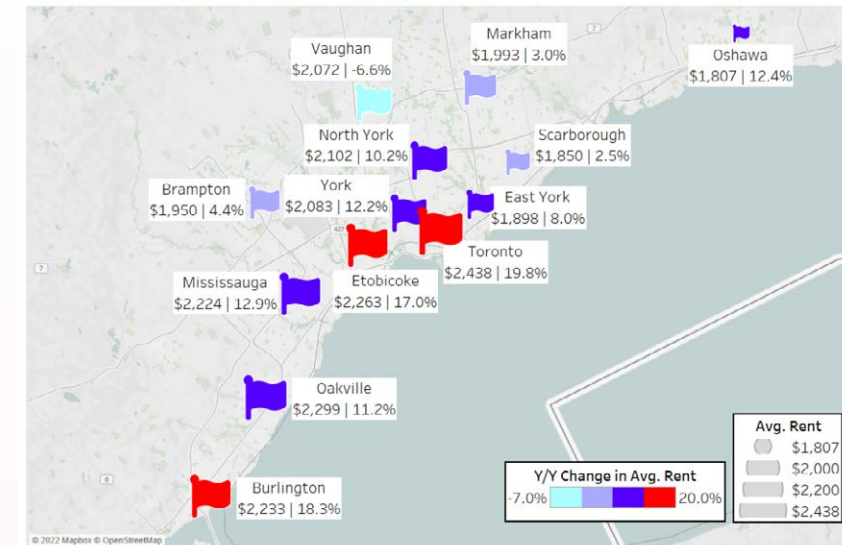 Vaughan
$2,072 | -6.6%
Markham
$1,993 | 3.0%
7
Oshawa
$1,807 | 12.4%
North York
$2,102 | 10.2%
Scarborough
$1,850 | 2.5%
Brampton
$1,950 | 4.4%
York
$2,083 | 12.2%
East York
$1,898 | 8.0%
427
7
Toronto
$2,438 | 19.8%
Etobicoke
$2,263 | 17.0%
Mississauga
$2,224 | 12.9%
Oakville
$2,299 | 11.2%
6
Burlington
$2,233 | 18.3%
Y/Y Change in Avg. Rent
-7.0% 20.0%
Avg. Rent
$1,807
$2,000
$2,200
$2,438
© 2022 Mapbox © OpenStreetMap